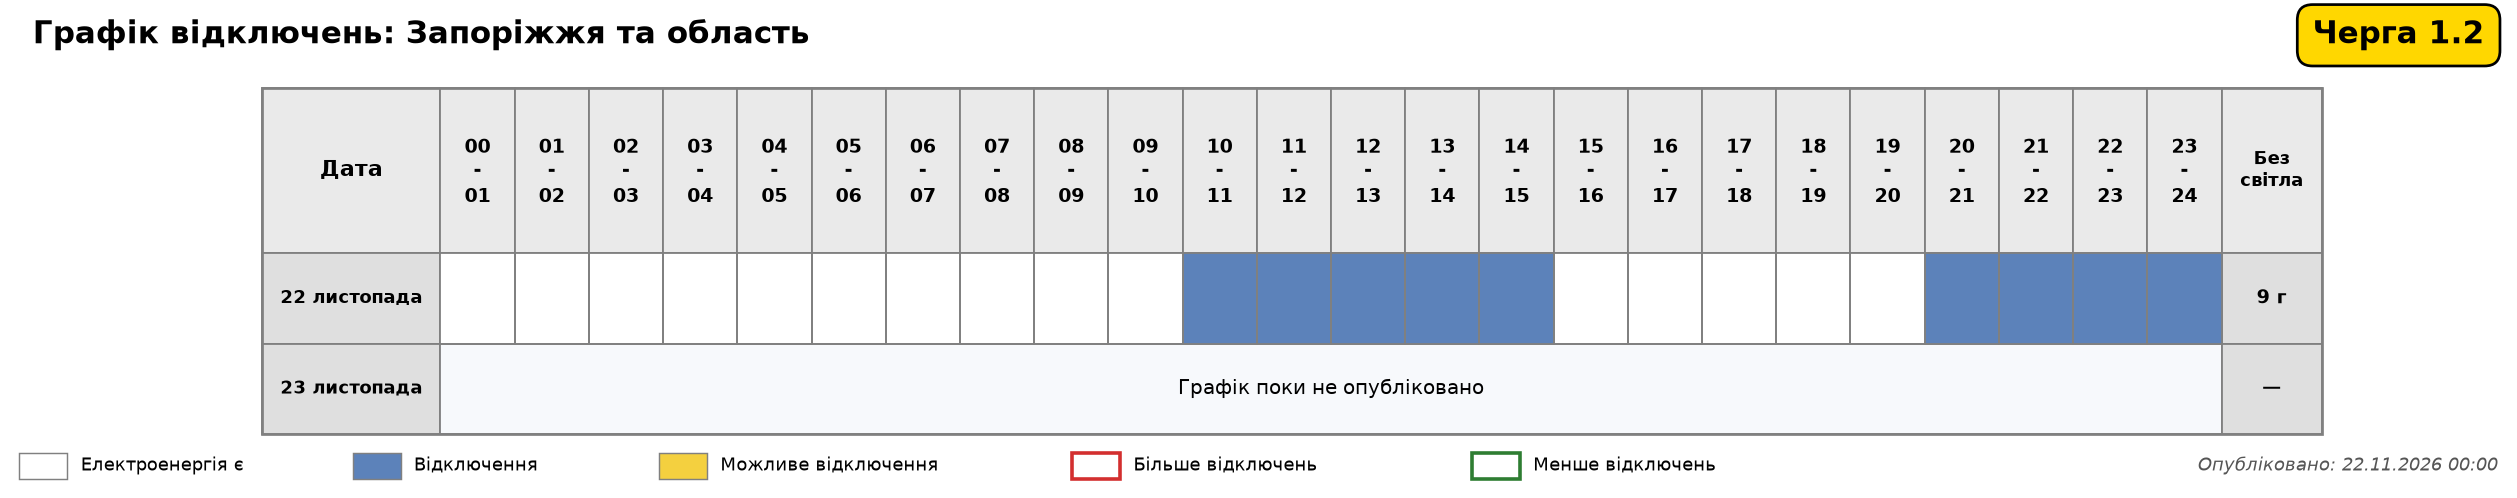 Графік відключень: Запоріжжя та область
Черга 1.2
Дата
00 - 01
01 - 02
02 - 03
03 - 04
04 - 05
05 - 06
06 - 07
07 - 08
08 - 09
09 - 10
10 - 11
11 - 12
12 - 13
13 - 14
14 - 15
15 - 16
16 - 17
17 - 18
18 - 19
19 - 20
20 - 21
21 - 22
22 - 23
23 - 24
Без
світла
22 листопада
9 г
23 листопада
Графік поки не опубліковано
—
Електроенергія є
Відключення
Можливе відключення
Більше відключень
Менше відключень
Опубліковано: 22.11.2026 00:00